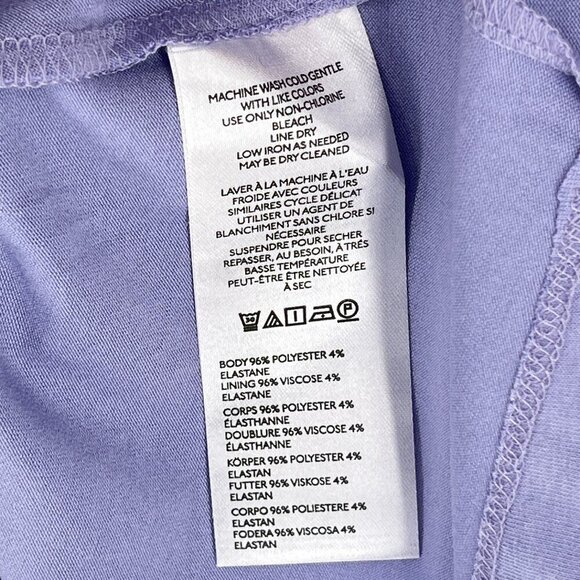 MACHINE WASH COLD GENTLE
WITH LIKE COLORS
USE ONLY NON-CHLORINE
BLEACH
LINE DRY
LOW IRON AS NEEDED
MAY BE DRY CLEANED
LAVER À LA MACHINE À L'EAU
FROIDE AVEC COULEURS
SIMILAIRES CYCLE DÉLICAT
UTILISER UN AGENT DE
BLANCHIMENT SANS CHLORE SI
NÉCESSAIRE
SUSPENDRE POUR SECHER
REPASSER, AU BESOIN, À TRÉS
BASSE TEMPÉRATURE
PEUT-ÊTRE ÊTRE NETTOYÉE
À SEC
30 P
BODY 96% POLYESTER 4%
ELASTANE
LINING 96% VISCOSE 4%
ELASTANE
CORPS 96% POLYESTER 4%
ÉLASTHANNE
DOUBLURE 96% VISCOSE 4%
ÉLASTHANNE
KÖRPER 96% POLYESTER 4%
ELASTAN
FUTTER 96% VISKOSE 4%
ELASTAN
CORPO 96% POLIESTERE 4%
ELASTAN
FODERA 96% VISCOSA 4%
ELASTAN